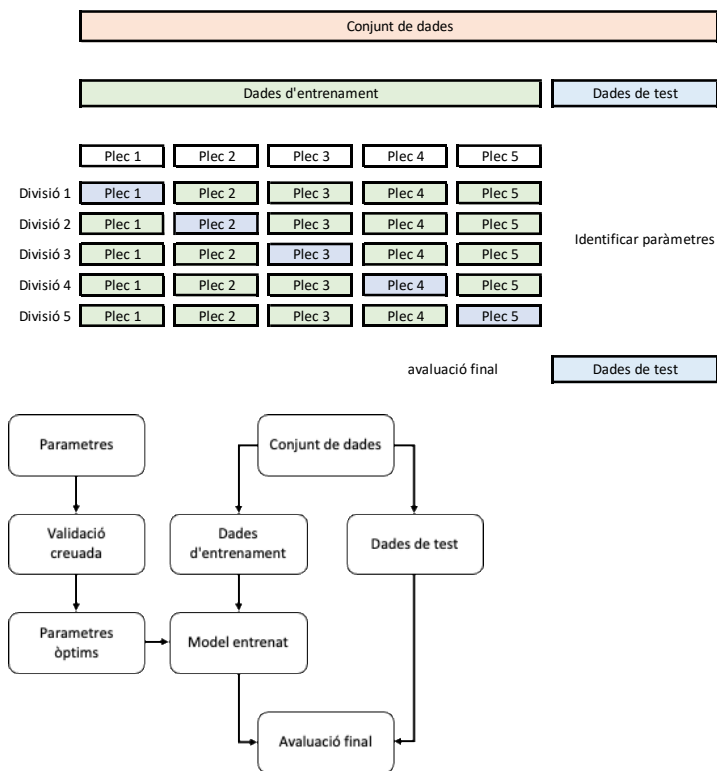 Conjunt de dades
Dades d'entrenament Dades de test
Plec 1 Plec 2 Plec 3 Plec 4 Plec 5
Divisió 1 Plec 1 Plec 2 Plec 3 Plec 4 Plec 5
Divisió 2 Plec 1 Plec 2 Plec 3 Plec 4 Plec 5
Identificar paràmetres
Divisió 3 Plec 1 Plec 2 Plec 3 Plec 4 Plec 5
Divisió 4 Plec 1 Plec 2 Plec 3 Plec 4 Plec 5
Divisió 5 Plec 1 Plec 2 Plec 3 Plec 4 Plec 5
avaluació final Dades de test
Parametres
Conjunt de dades
Validació
creuada
Dades
d'entrenament
Dades de test
Parametres
òptims
Model entrenat
Avaluació final